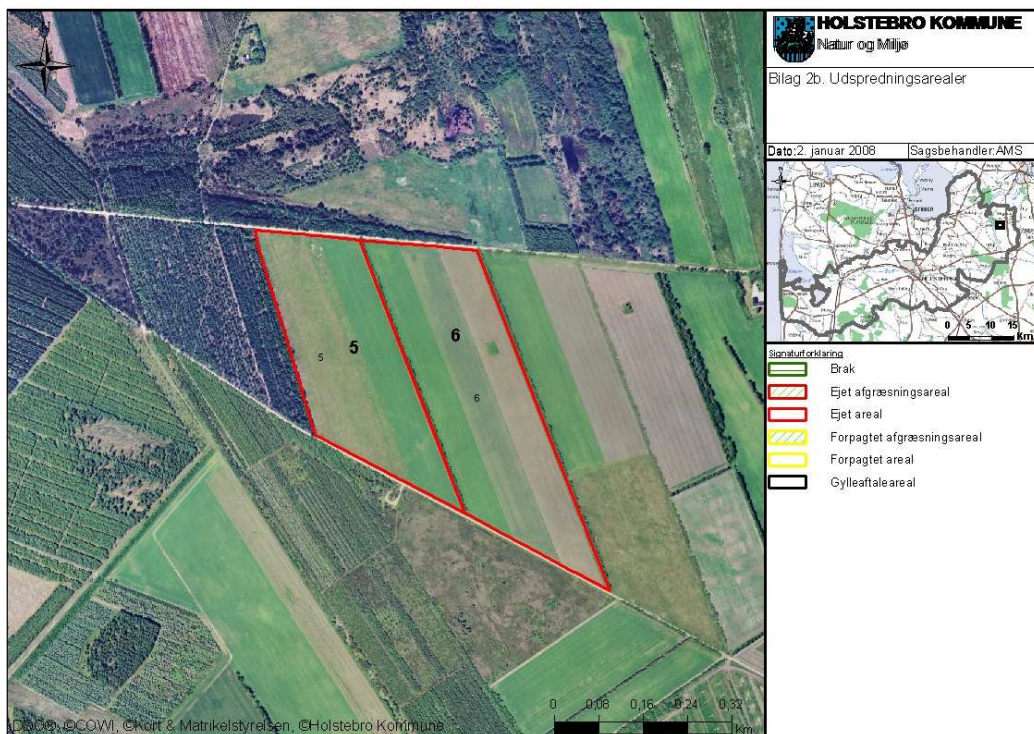 HOLSTEBRO KOMMUNE
Natur og Miljø
Bilag 2b. Udspredningsarealer
Dato:2. januar 2008
Sagsbehandler:AMS
0 5 10 15
Km
Signaturforklaring
Brak
Ejet afgræsningsareal
Ejet areal
Forpagtet afgræsningsareal
Forpagtet areal
Gylleaftaleareal
5
5
6
6
0 0,08 0,16 0,24 0,32
Km
©COWI, ©Kort & Matrikelstyrelsen, ©Holstebro Kommune